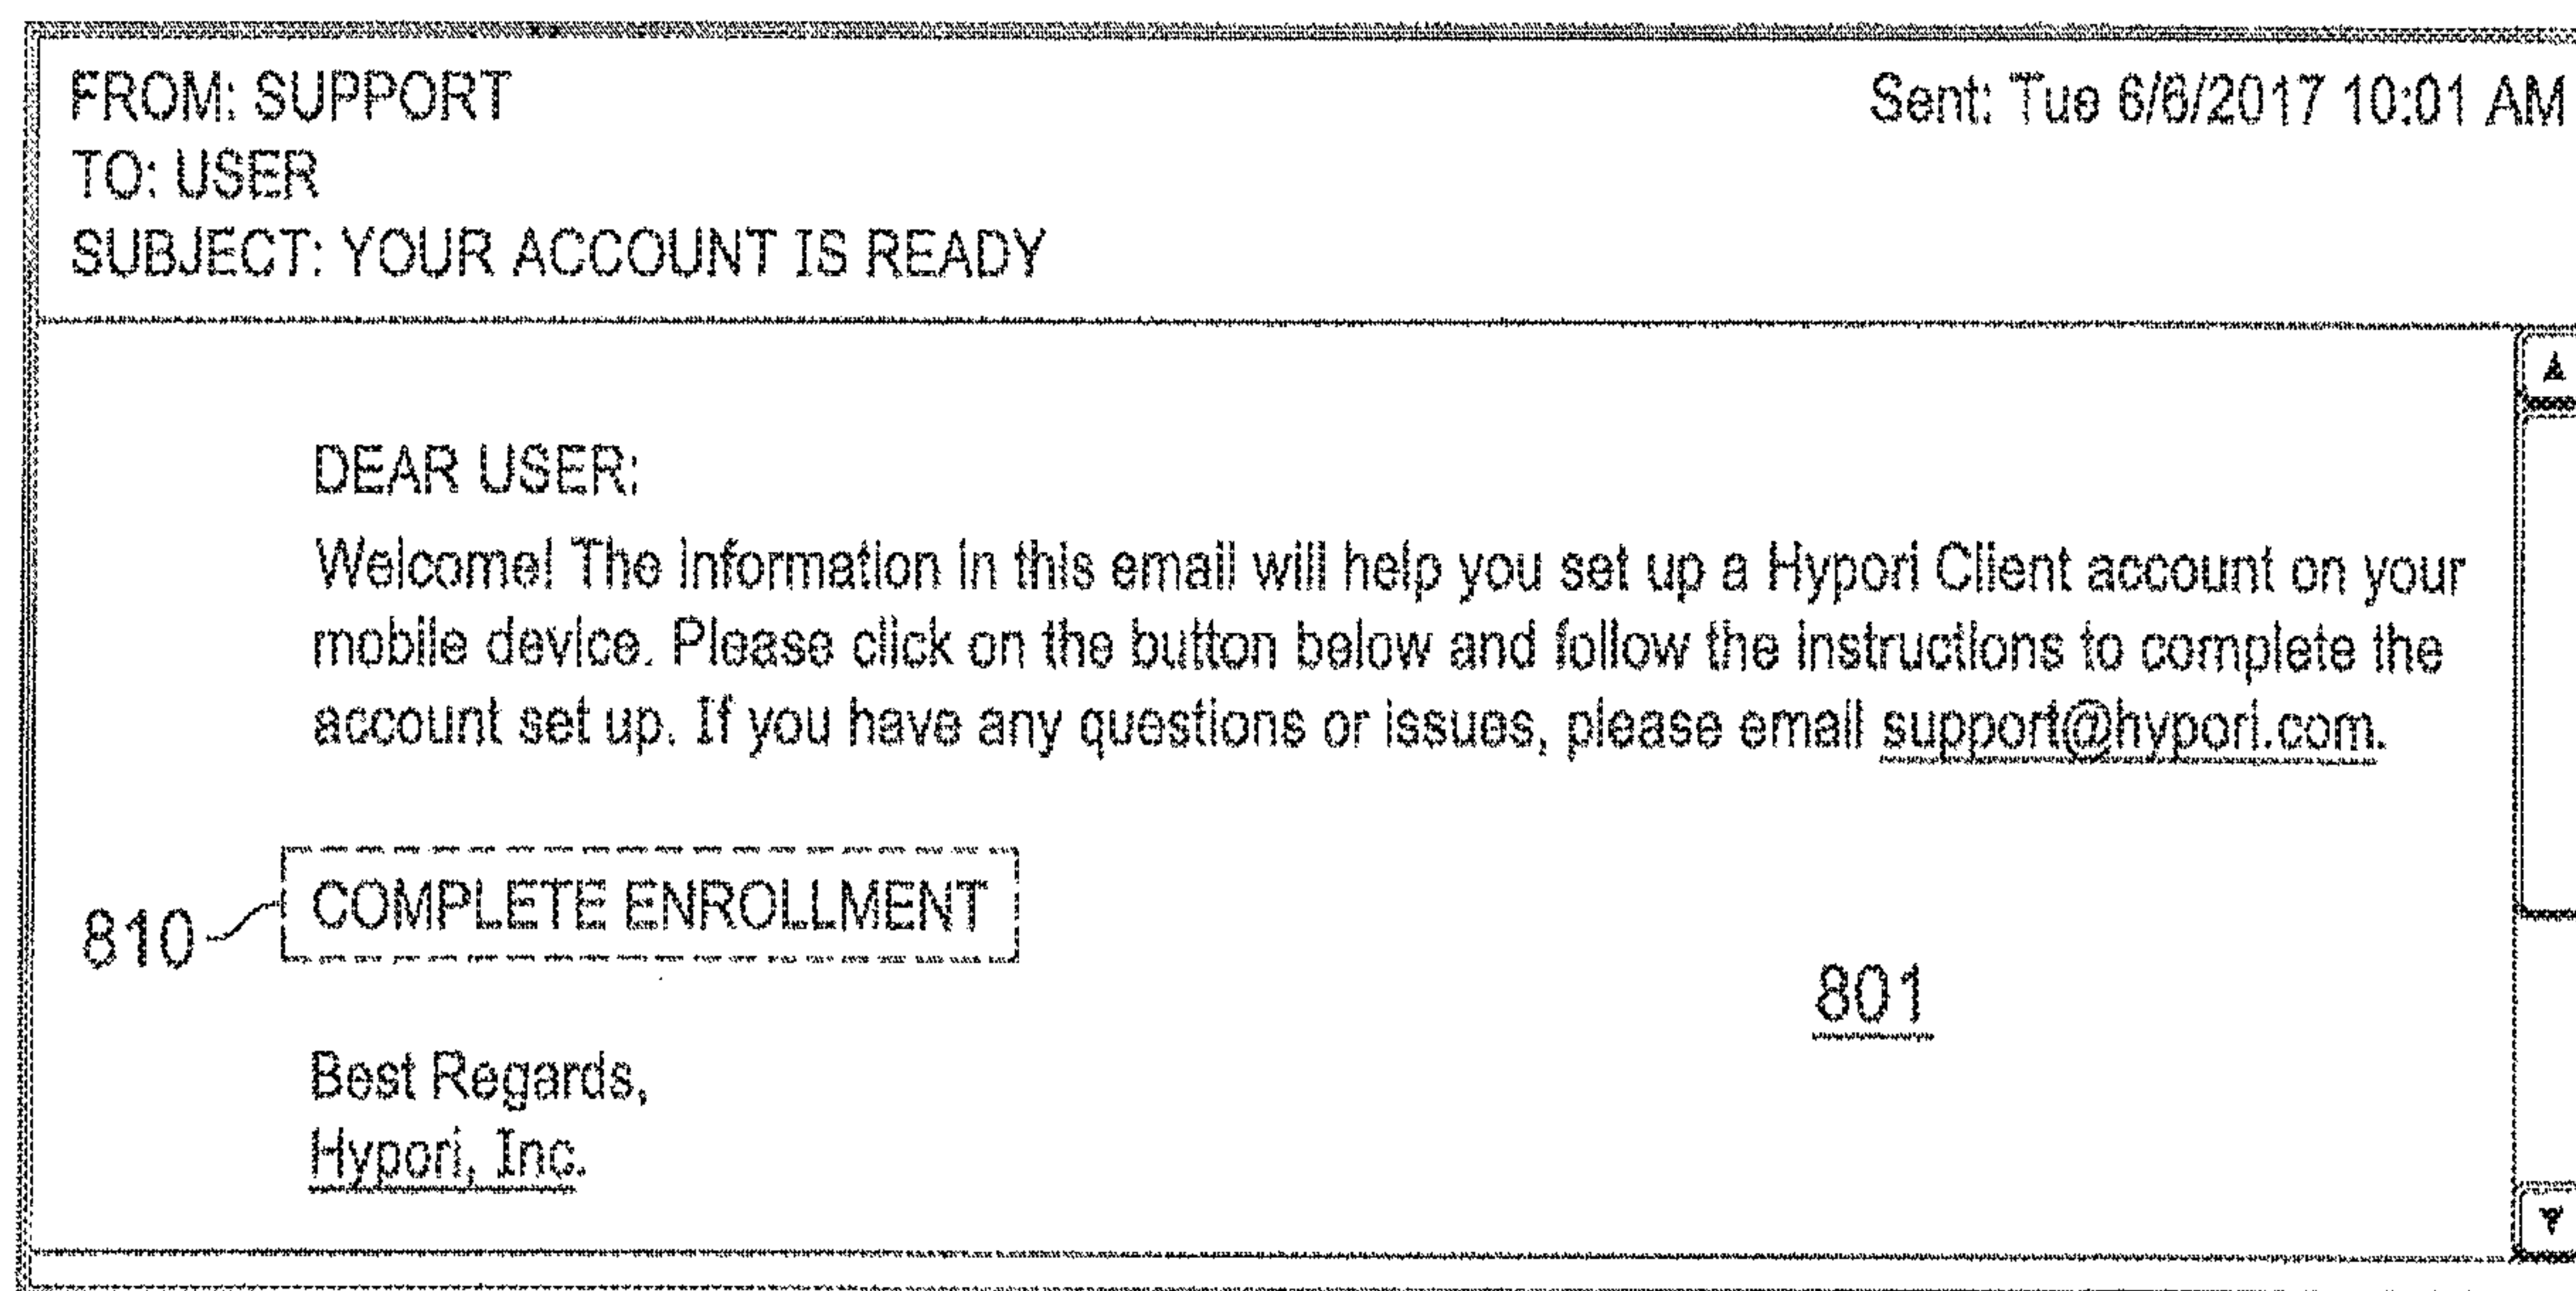 FROM: SUPPORT Sent: Tue 6/6/2017 10:01 AM
TO: USER
SUBJECT: YOUR ACCOUNT IS READY
DEAR USER:
Welcome! The information in this email will help you set up a Hypori Client account on your
mobile device. Please click on the button below and follow the instructions to complete the
account set up. If you have any questions or issues, please email support@hypori.com.
810 COMPLETE ENROLLMENT
801
Best Regards,
Hypori, Inc.